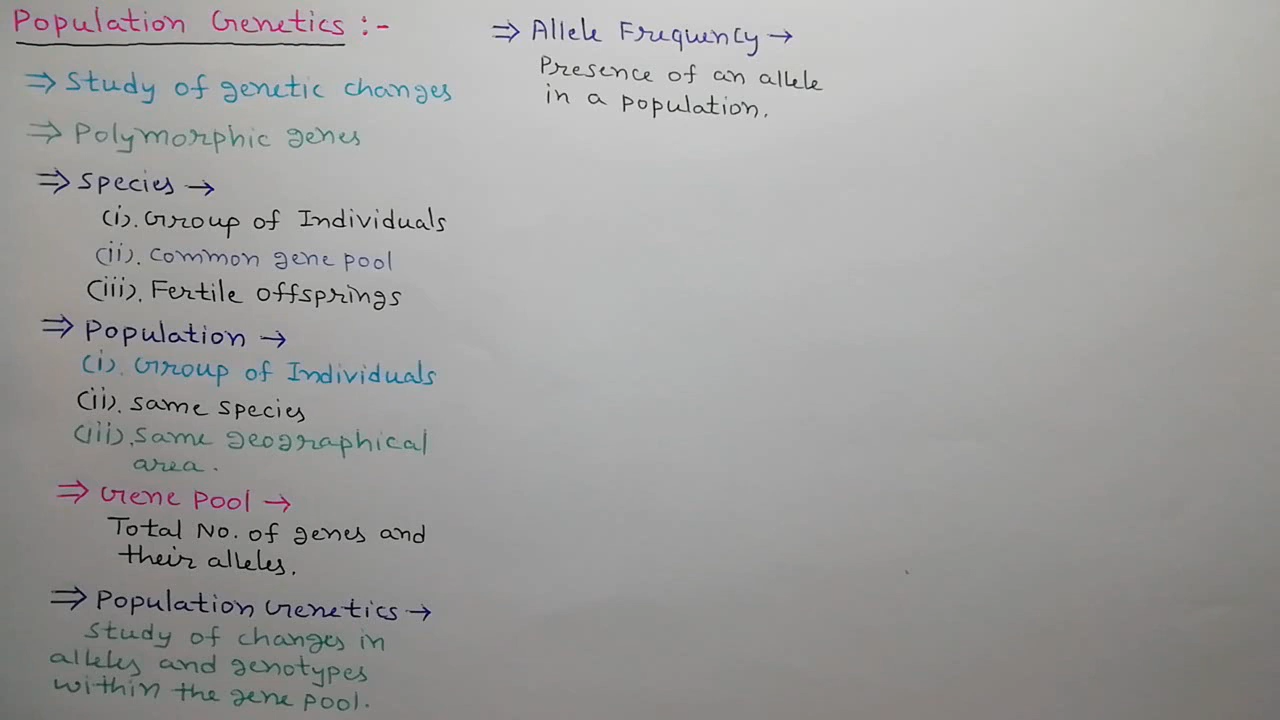 Population Genetics :-
⇒ Study of genetic changes
⇒ Polymorphic genes
⇒ Species →
(i). Group of Individuals
(ii). Common gene pool
(iii). Fertile offsprings
⇒ Population →
(i). Group of Individuals
(ii). Same species
(iii). Same geographical
area.
⇒ Gene Pool →
Total No. of genes and
their alleles.
⇒ Population Genetics →
Study of changes in
alleles and genotypes
within the gene pool.
⇒ Allele Frequency →
Presence of an allele
in a population.